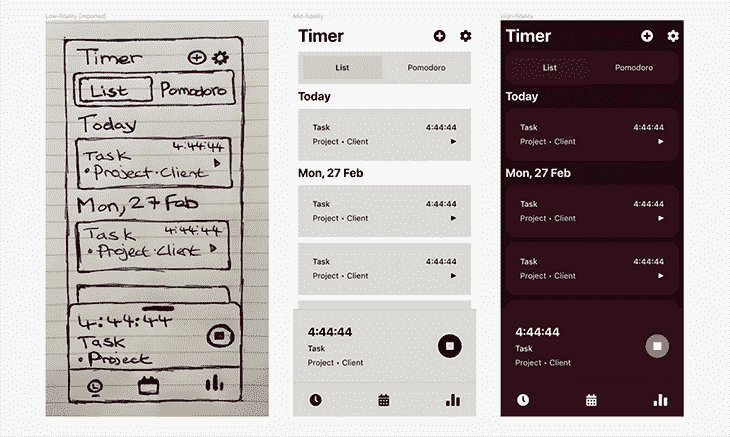 Low-fidelity (imported)
Timer
List Pomodoro
Today
4:44:44
Task
• Project • Client
Mon, 27 Feb
Task 4:44:44
• Project • Client
4:44:44
Task
• Project
Mid-fidelity
Timer
List Pomodoro
Today
Task 4:44:44
Project • Client
Mon, 27 Feb
Task 4:44:44
Project • Client
Task 4:44:44
Project • Client
4:44:44
Task
Project • Client
High-fidelity
Timer
List Pomodoro
Today
Task 4:44:44
Project • Client
Mon, 27 Feb
Task 4:44:44
Project • Client
Task 4:44:44
Project • Client
4:44:44
Task
Project • Client